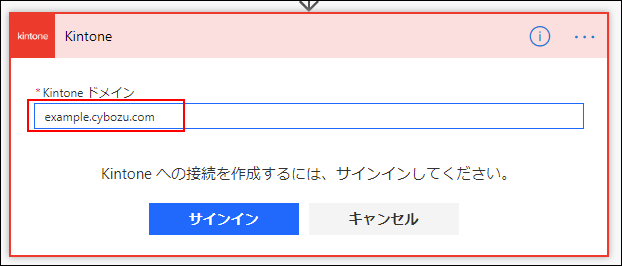 kintone Kintone
* Kintone ドメイン
example.cybozu.com
Kintone への接続を作成するには、サインインしてください。
サインイン キャンセル